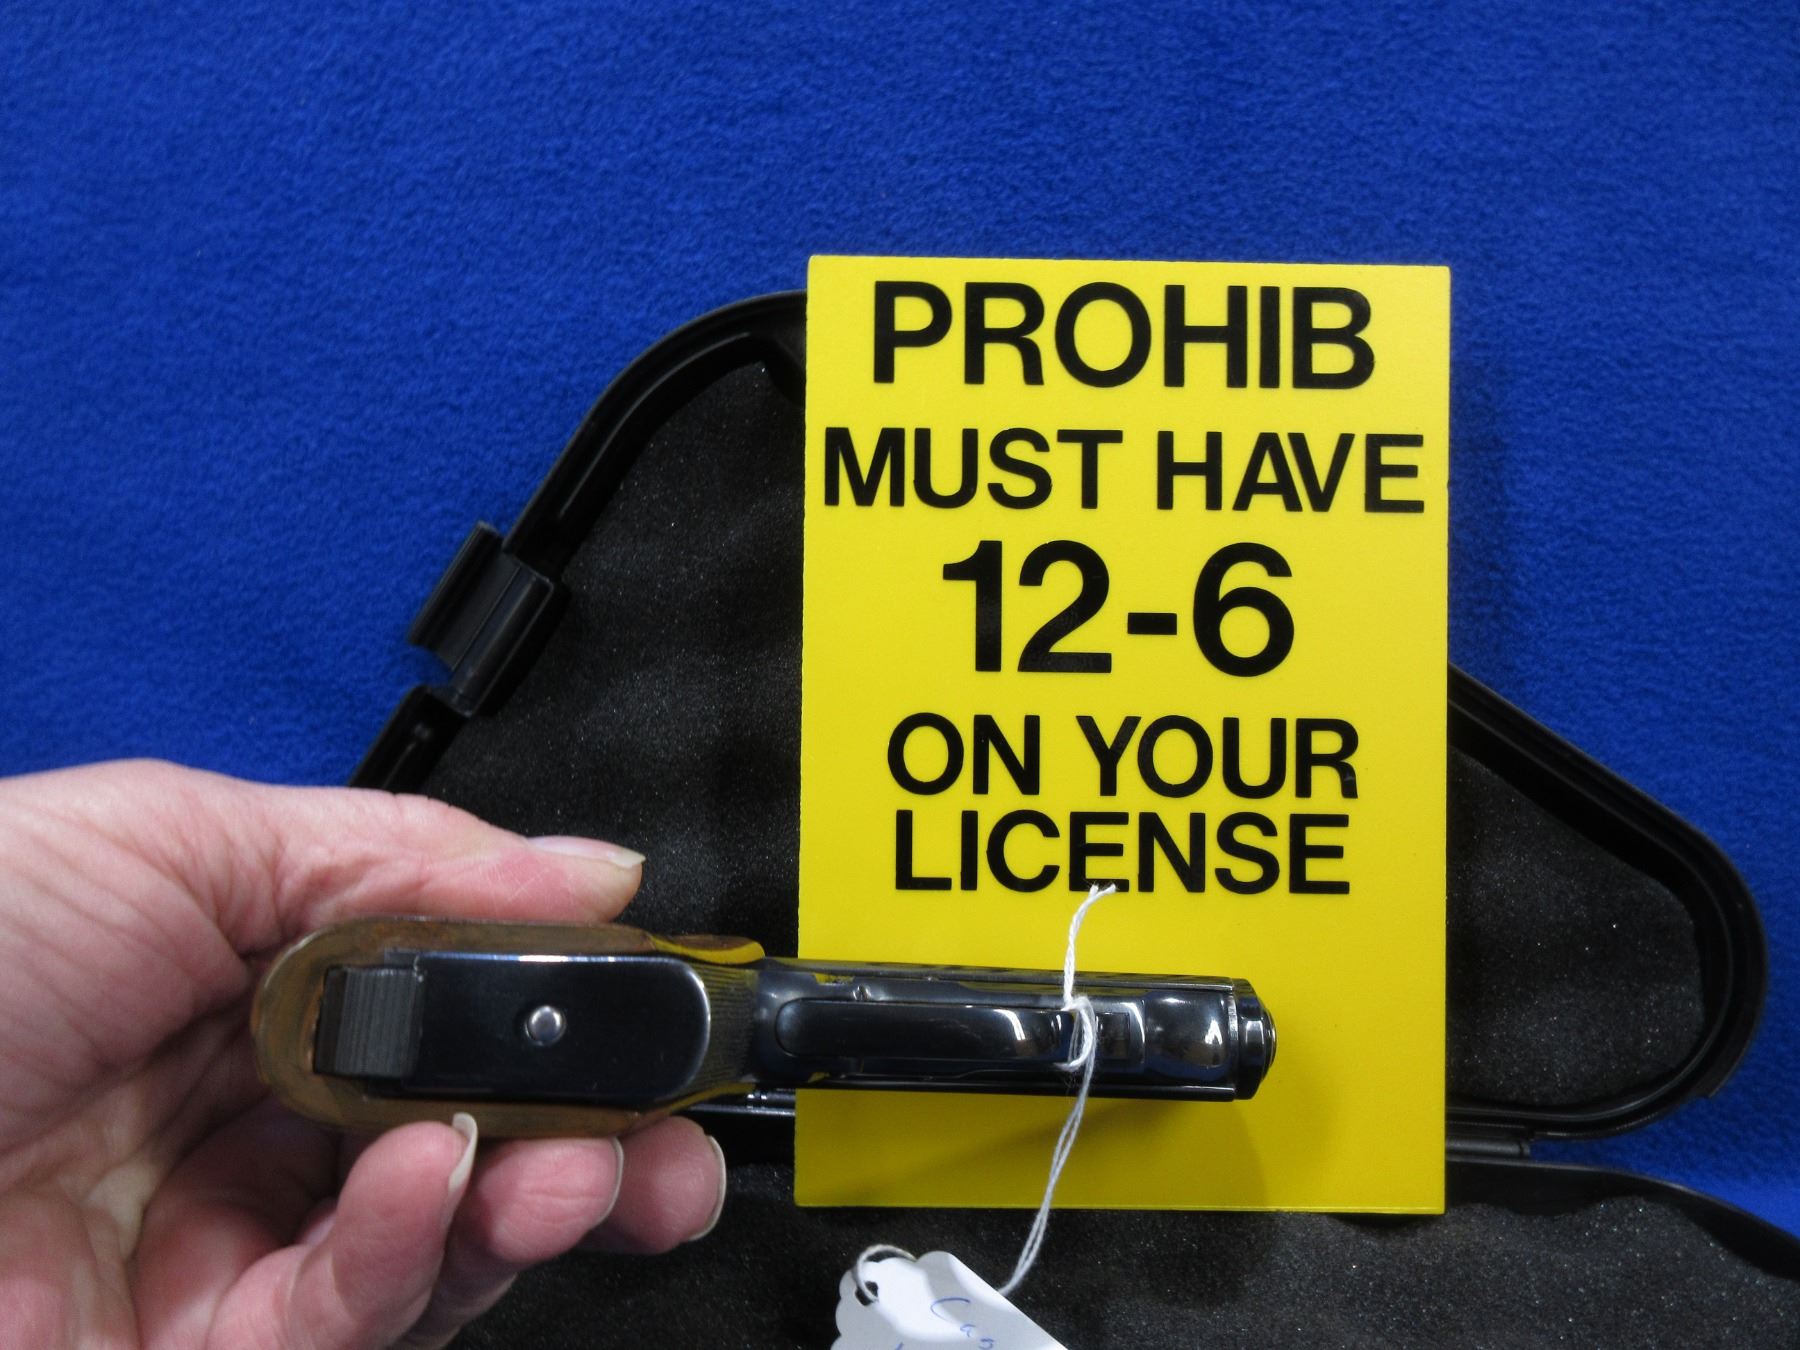 PROHIB
MUST HAVE
12-6
ON YOUR
LICENSE